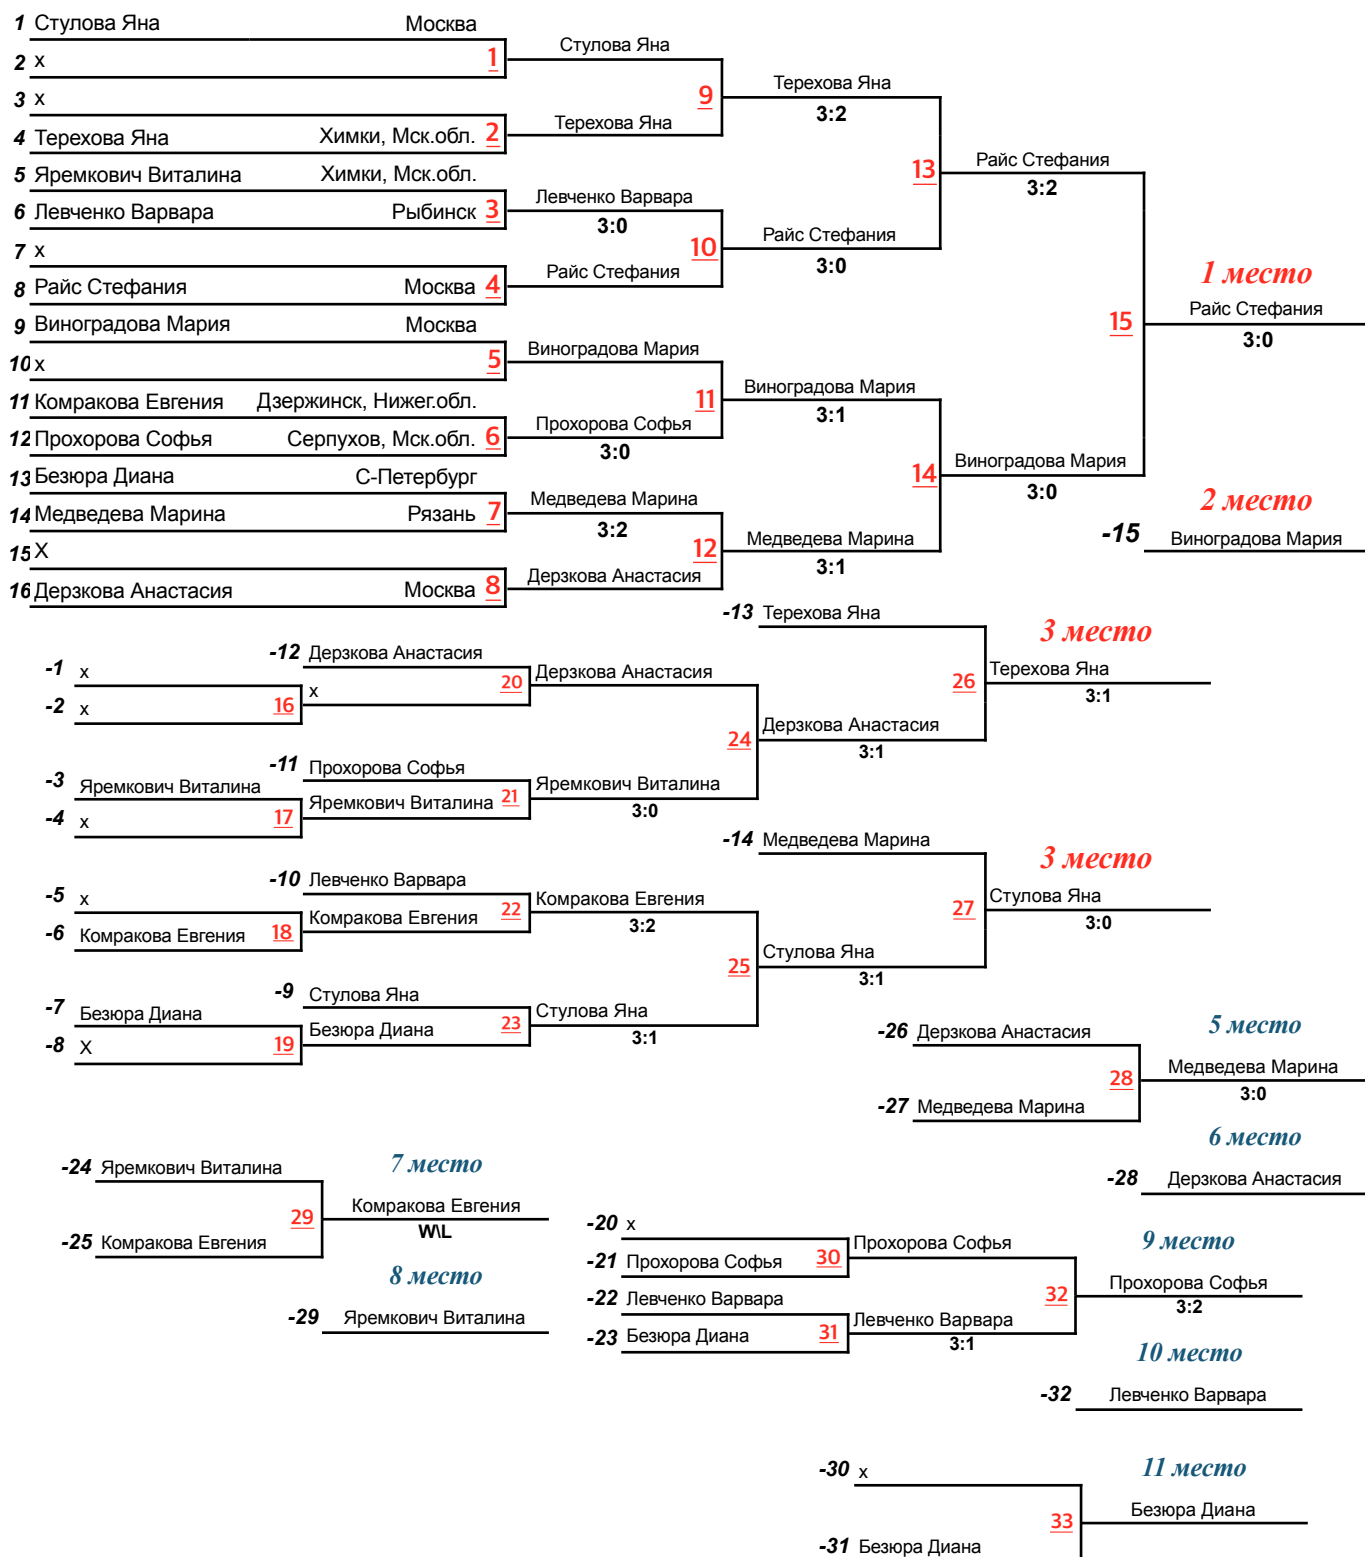 1 Стулова Яна Москва
Стулова Яна
2 x 1
Терехова Яна
3 x 9
3:2
4 Терехова Яна Химки, Мск.обл. 2
Терехова Яна
5 Яремкович Виталина Химки, Мск.обл.
13 Райс Стефания
3:2
6 Левченко Варвара Рыбинск 3
Левченко Варвара
3:0
7 x
10 Райс Стефания
3:0
8 Райс Стефания Москва 4
Райс Стефания
1 место
9 Виноградова Мария Москва
15 Райс Стефания
3:0
10 x 5
Виноградова Мария
11 Комракова Евгения Дзержинск, Нижег.обл.
11 Виноградова Мария
3:1
12 Прохорова Софья Серпухов, Мск.обл. 6
Прохорова Софья
3:0
13 Безюра Диана С-Петербург
14 Виноградова Мария
3:0
14 Медведева Марина Рязань 7
Медведева Марина
3:2
2 место
15 X
12 Медведева Марина
3:1
-15 Виноградова Мария
16 Дерзкова Анастасия Москва 8
Дерзкова Анастасия
-13 Терехова Яна
3 место
-12 Дерзкова Анастасия
-1 x
20 Дерзкова Анастасия
26 Терехова Яна
3:1
-2 x 16 x
24 Дерзкова Анастасия
3:1
-11 Прохорова Софья
-3 Яремкович Виталина
21 Яремкович Виталина
3:0
-4 x 17 Яремкович Виталина
-14 Медведева Марина
3 место
-10 Левченко Варвара
-5 x
22 Комракова Евгения
3:2
27 Стулова Яна
3:0
-6 Комракова Евгения 18 Комракова Евгения
25 Стулова Яна
3:1
-9 Стулова Яна
-7 Безюра Диана
23 Стулова Яна
3:1
-8 X 19 Безюра Диана
-26 Дерзкова Анастасия
5 место
28 Медведева Марина
3:0
-27 Медведева Марина
6 место
-28 Дерзкова Анастасия
-24 Яремкович Виталина
7 место
29 Комракова Евгения
W\L
-25 Комракова Евгения
8 место
-29 Яремкович Виталина
-20 x
30 Прохорова Софья
-21 Прохорова Софья
9 место
-22 Левченко Варвара
32 Прохорова Софья
3:2
-23 Безюра Диана
31 Левченко Варвара
3:1
10 место
-32 Левченко Варвара
-30 x
11 место
33 Безюра Диана
-31 Безюра Диана